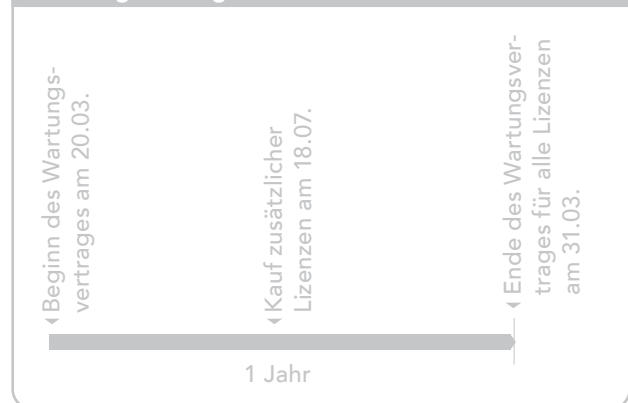 Beginn des Wartungs-
vertrages am 20.03.
Kauf zusätzlicher
Lizenzen am 18.07.
Ende des Wartungsver-
trages für alle Lizenzen
am 31.03.
1 Jahr